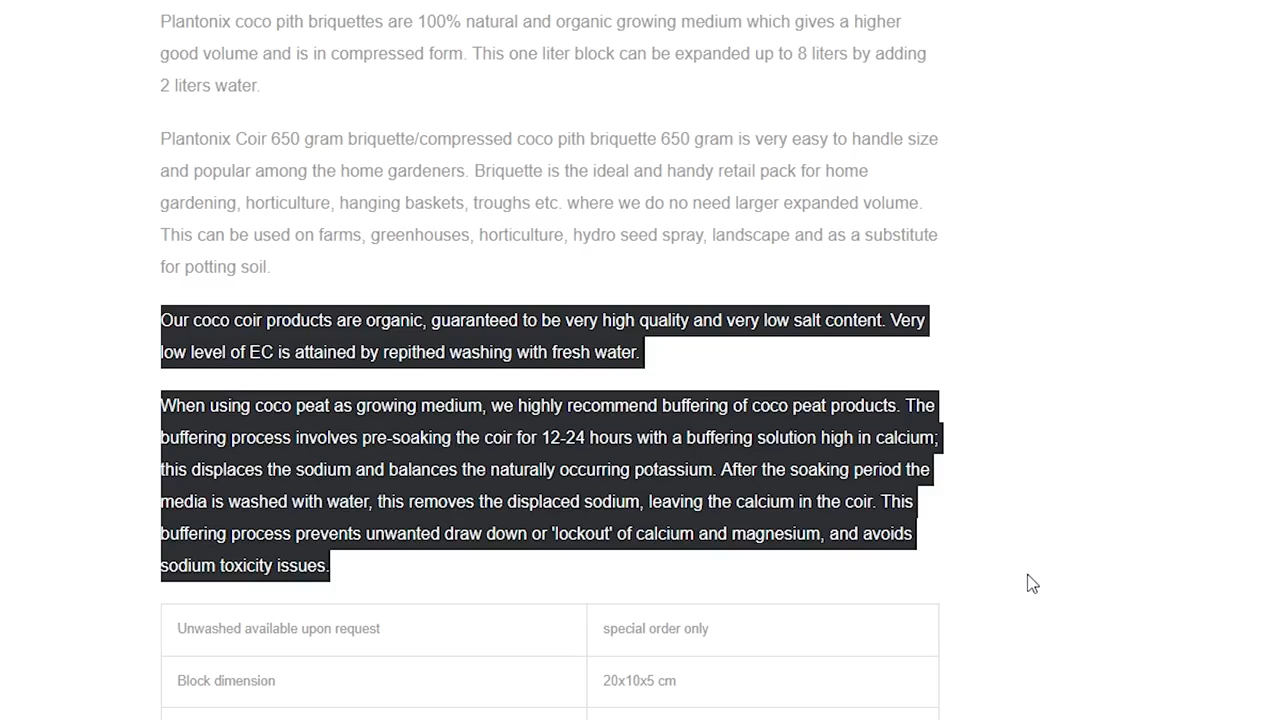 Plantonix coco pith briquettes are 100% natural and organic growing medium which gives a higher
good volume and is in compressed form. This one liter block can be expanded up to 8 liters by adding
2 liters water.
Plantonix Coir 650 gram briquette/compressed coco pith briquette 650 gram is very easy to handle size
and popular among the home gardeners. Briquette is the ideal and handy retail pack for home
gardening, horticulture, hanging baskets, troughs etc. where we do no need larger expanded volume.
This can be used on farms, greenhouses, horticulture, hydro seed spray, landscape and as a substitute
for potting soil.
Our coco coir products are organic, guaranteed to be very high quality and very low salt content. Very
low level of EC is attained by repithed washing with fresh water.
When using coco peat as growing medium, we highly recommend buffering of coco peat products. The
buffering process involves pre-soaking the coir for 12-24 hours with a buffering solution high in calcium;
this displaces the sodium and balances the naturally occurring potassium. After the soaking period the
media is washed with water, this removes the displaced sodium, leaving the calcium in the coir. This
buffering process prevents unwanted draw down or 'lockout' of calcium and magnesium, and avoids
sodium toxicity issues.
Unwashed available upon request special order only
Block dimension 20x10x5 cm